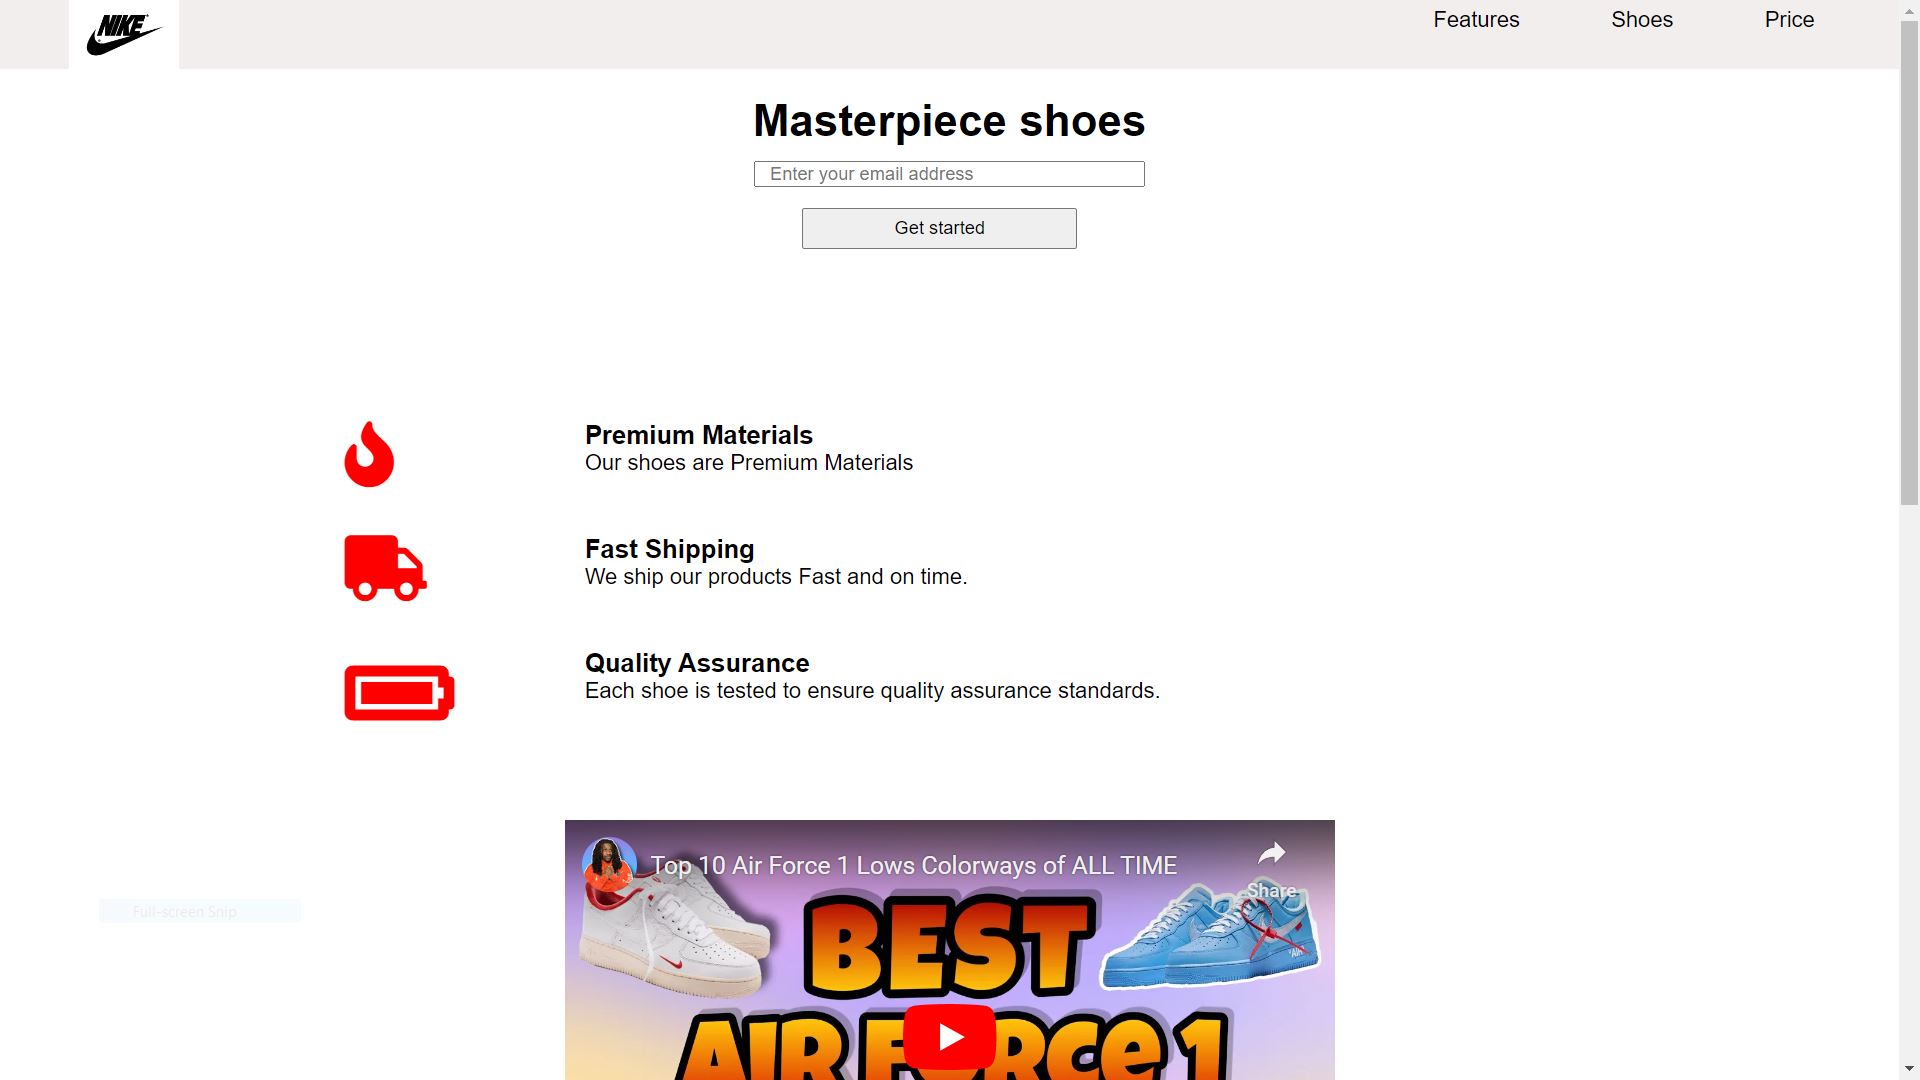 NIKE
Features Shoes Price
Masterpiece shoes
Enter your email address
Get started
Premium Materials
Our shoes are Premium Materials
Fast Shipping
We ship our products Fast and on time.
Quality Assurance
Each shoe is tested to ensure quality assurance standards.
Top 10 Air Force 1 Lows Colorways of ALL TIME
Share
BEST
Full-screen Snip
AIR FORCE 1